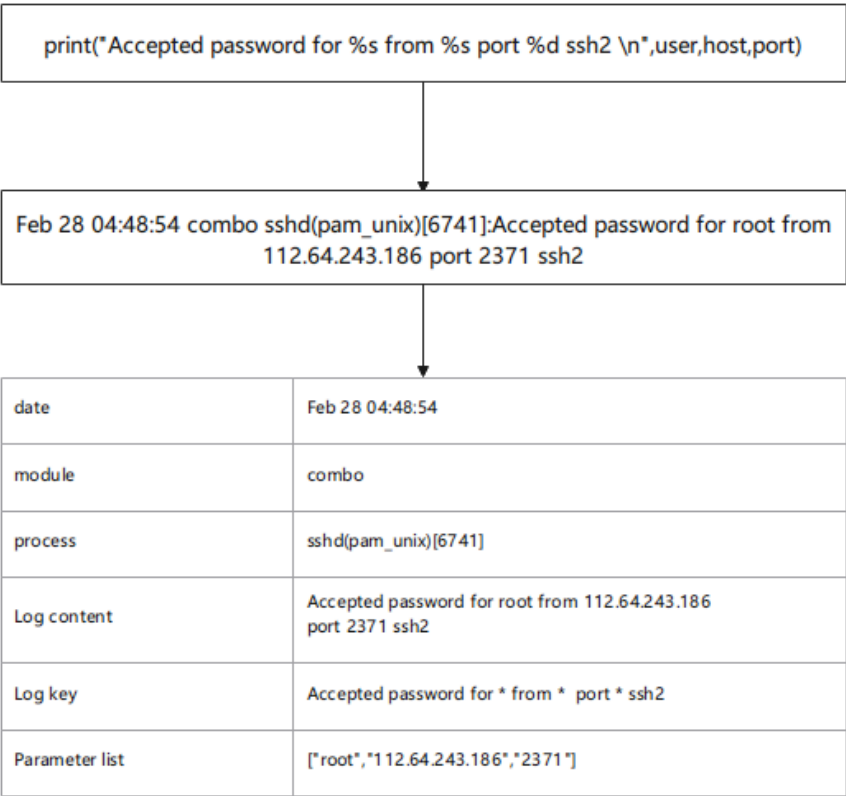 print("Accepted password for %s from %s port %d ssh2 \n",user,host,port)
Feb 28 04:48:54 combo sshd(pam_unix)[6741]:Accepted password for root from
112.64.243.186 port 2371 ssh2
date
Feb 28 04:48:54
module
combo
process
sshd(pam_unix)[6741]
Log content
Accepted password for root from 112.64.243.186
port 2371 ssh2
Log key
Accepted password for * from *  port * ssh2
Parameter list
["root","112.64.243.186","2371"]